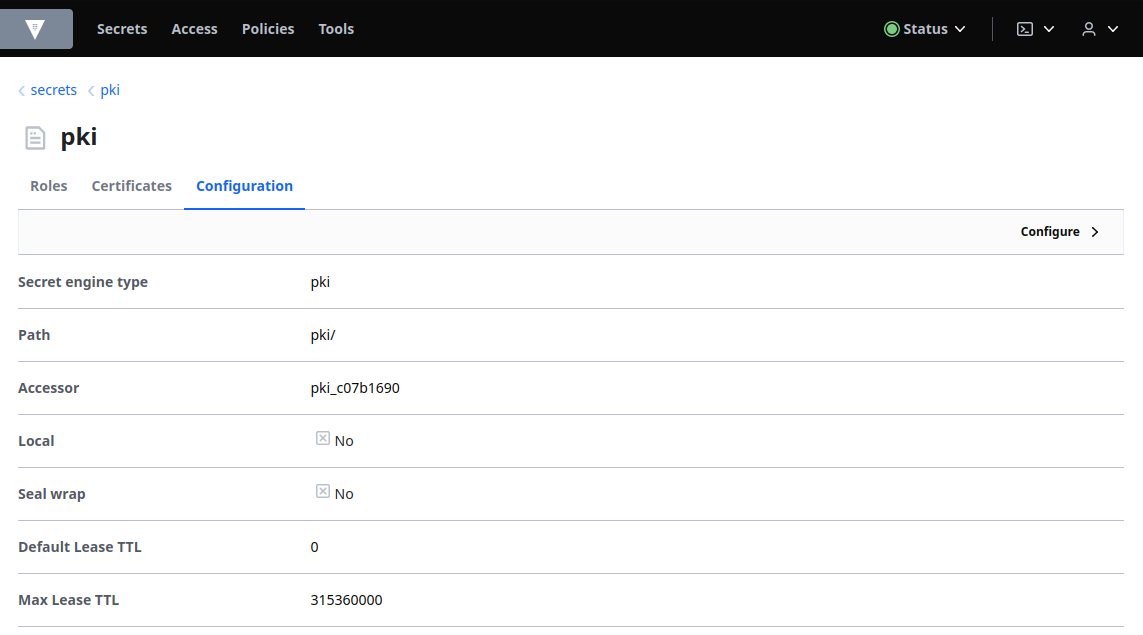 Secrets Access Policies Tools Status
secrets pki
pki
Roles Certificates Configuration
Configure
Secret engine type pki
Path pki/
Accessor pki_c07b1690
Local No
Seal wrap No
Default Lease TTL 0
Max Lease TTL 315360000